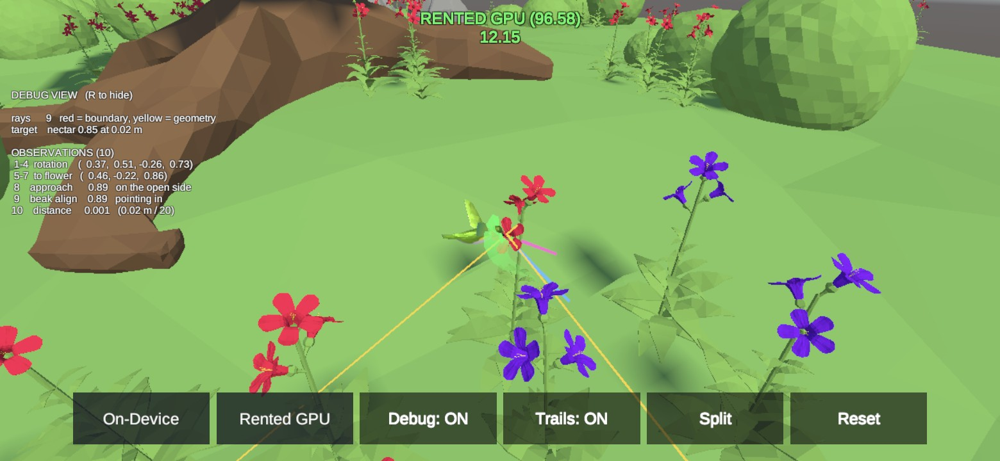 RENTED GPU (96.58)
12.15
DEBUG VIEW (R to hide)
rays 9 red = boundary, yellow = geometry
target nectar 0.85 at 0.02 m
OBSERVATIONS (10)
1-4 rotation ( 0.37, 0.51, -0.26, 0.73)
5-7 to flower ( 0.46, -0.22, 0.86)
8 approach 0.89 on the open side
9 beak align 0.89 pointing in
10 distance 0.001 (0.02 m / 20)
On-Device
Rented GPU
Debug: ON
Trails: ON
Split
Reset